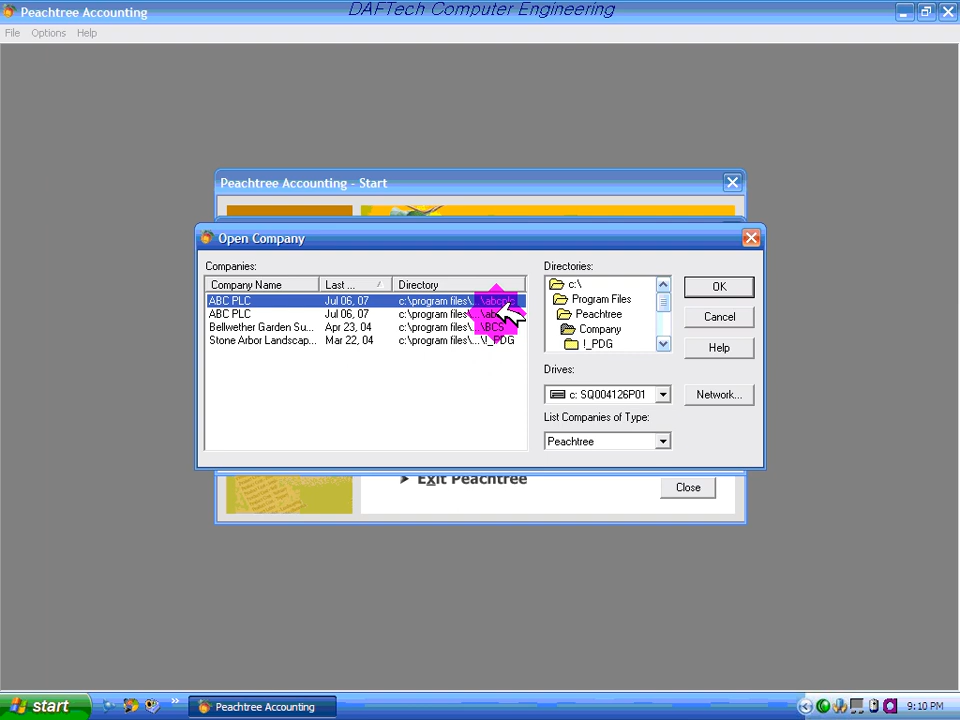 Peachtree Accounting
DAFTech Computer Engineering
File Options Help
Peachtree Accounting - Start
Open Company
Companies:
Company Name Last ... Directory
ABC PLC Jul 06, 07 c:\program files\...\abcplc
ABC PLC Jul 06, 07 c:\program files\...
Bellwether Garden Su... Apr 23, 04 c:\program files\...\BCS
Stone Arbor Landscap... Mar 22, 04 c:\program files\...\!_PDG
Directories:
c:\
Program Files
Peachtree
Company
!_PDG
Drives:
c: SQ004126P01
List Companies of Type:
Peachtree
OK
Cancel
Help
Network...
Exit Peachtree
Close
start
Peachtree Accounting
9:10 PM